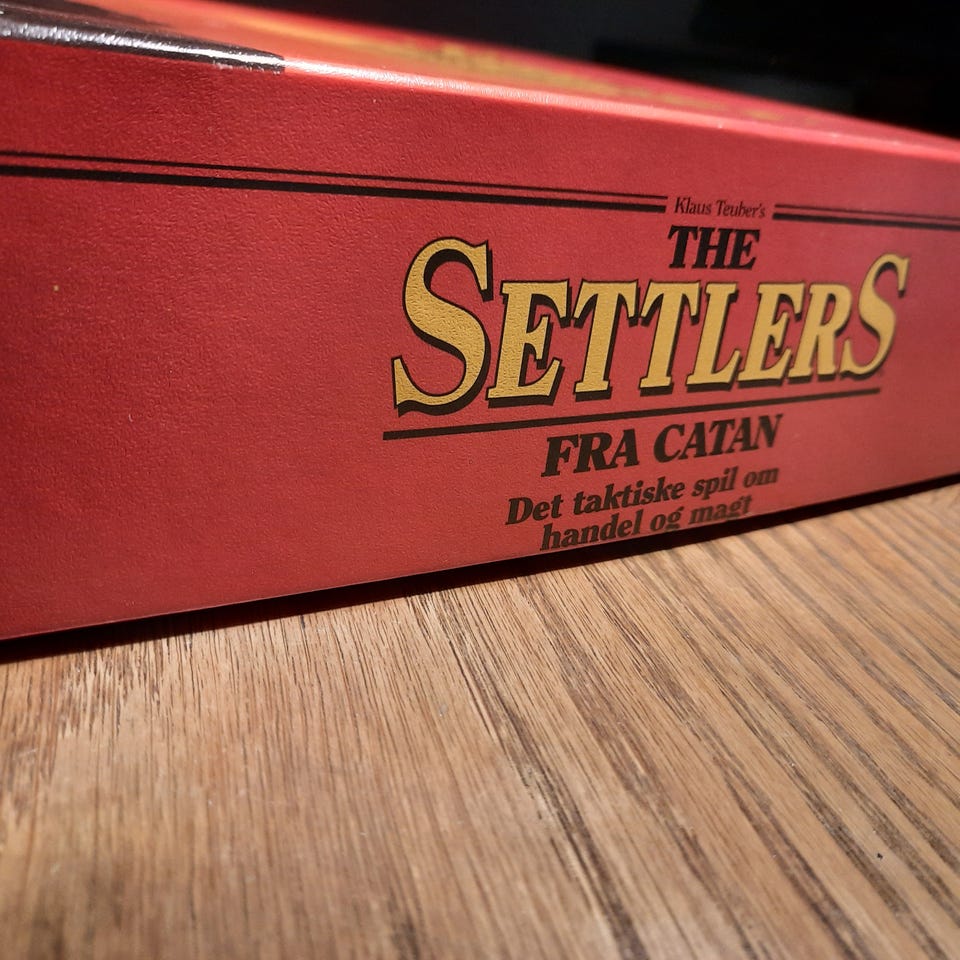 Klaus Teuber's
THE
SETTLERS
FRA CATAN
Det taktiske spil om
handel og magt